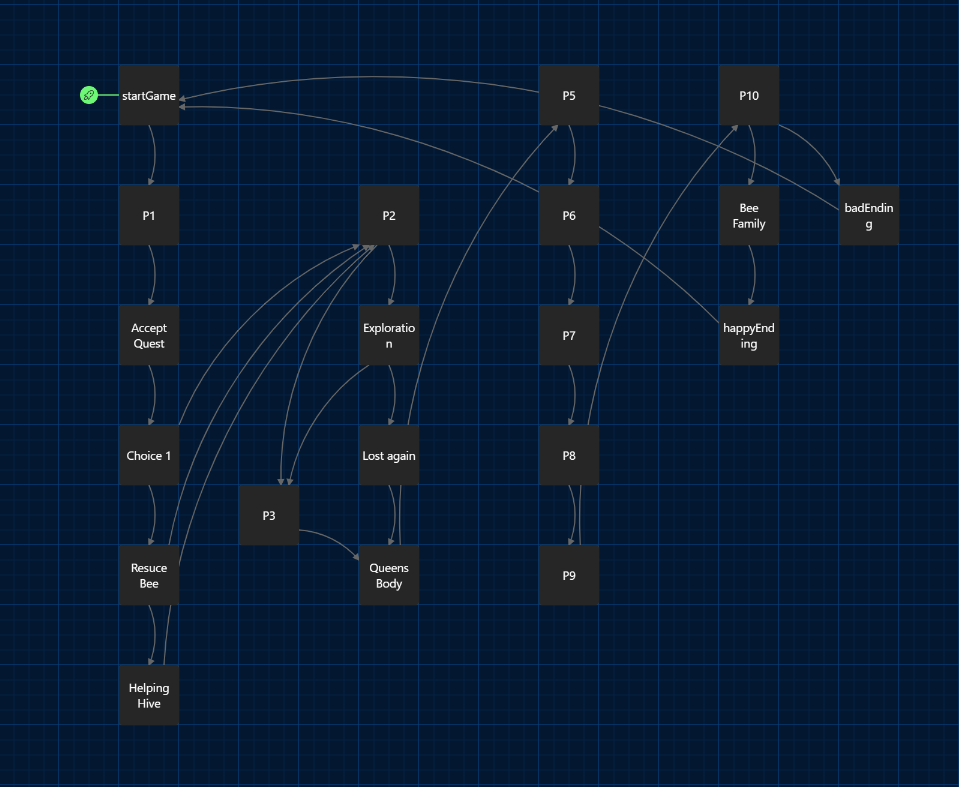 startGame
P5
P10
P1
P2
P6
Bee
Family
badEndin
g
Accept
Quest
Exploratio
n
P7
happyEnd
ing
Choice 1
Lost again
P8
P3
Resuce
Bee
Queens
Body
P9
Helping
Hive